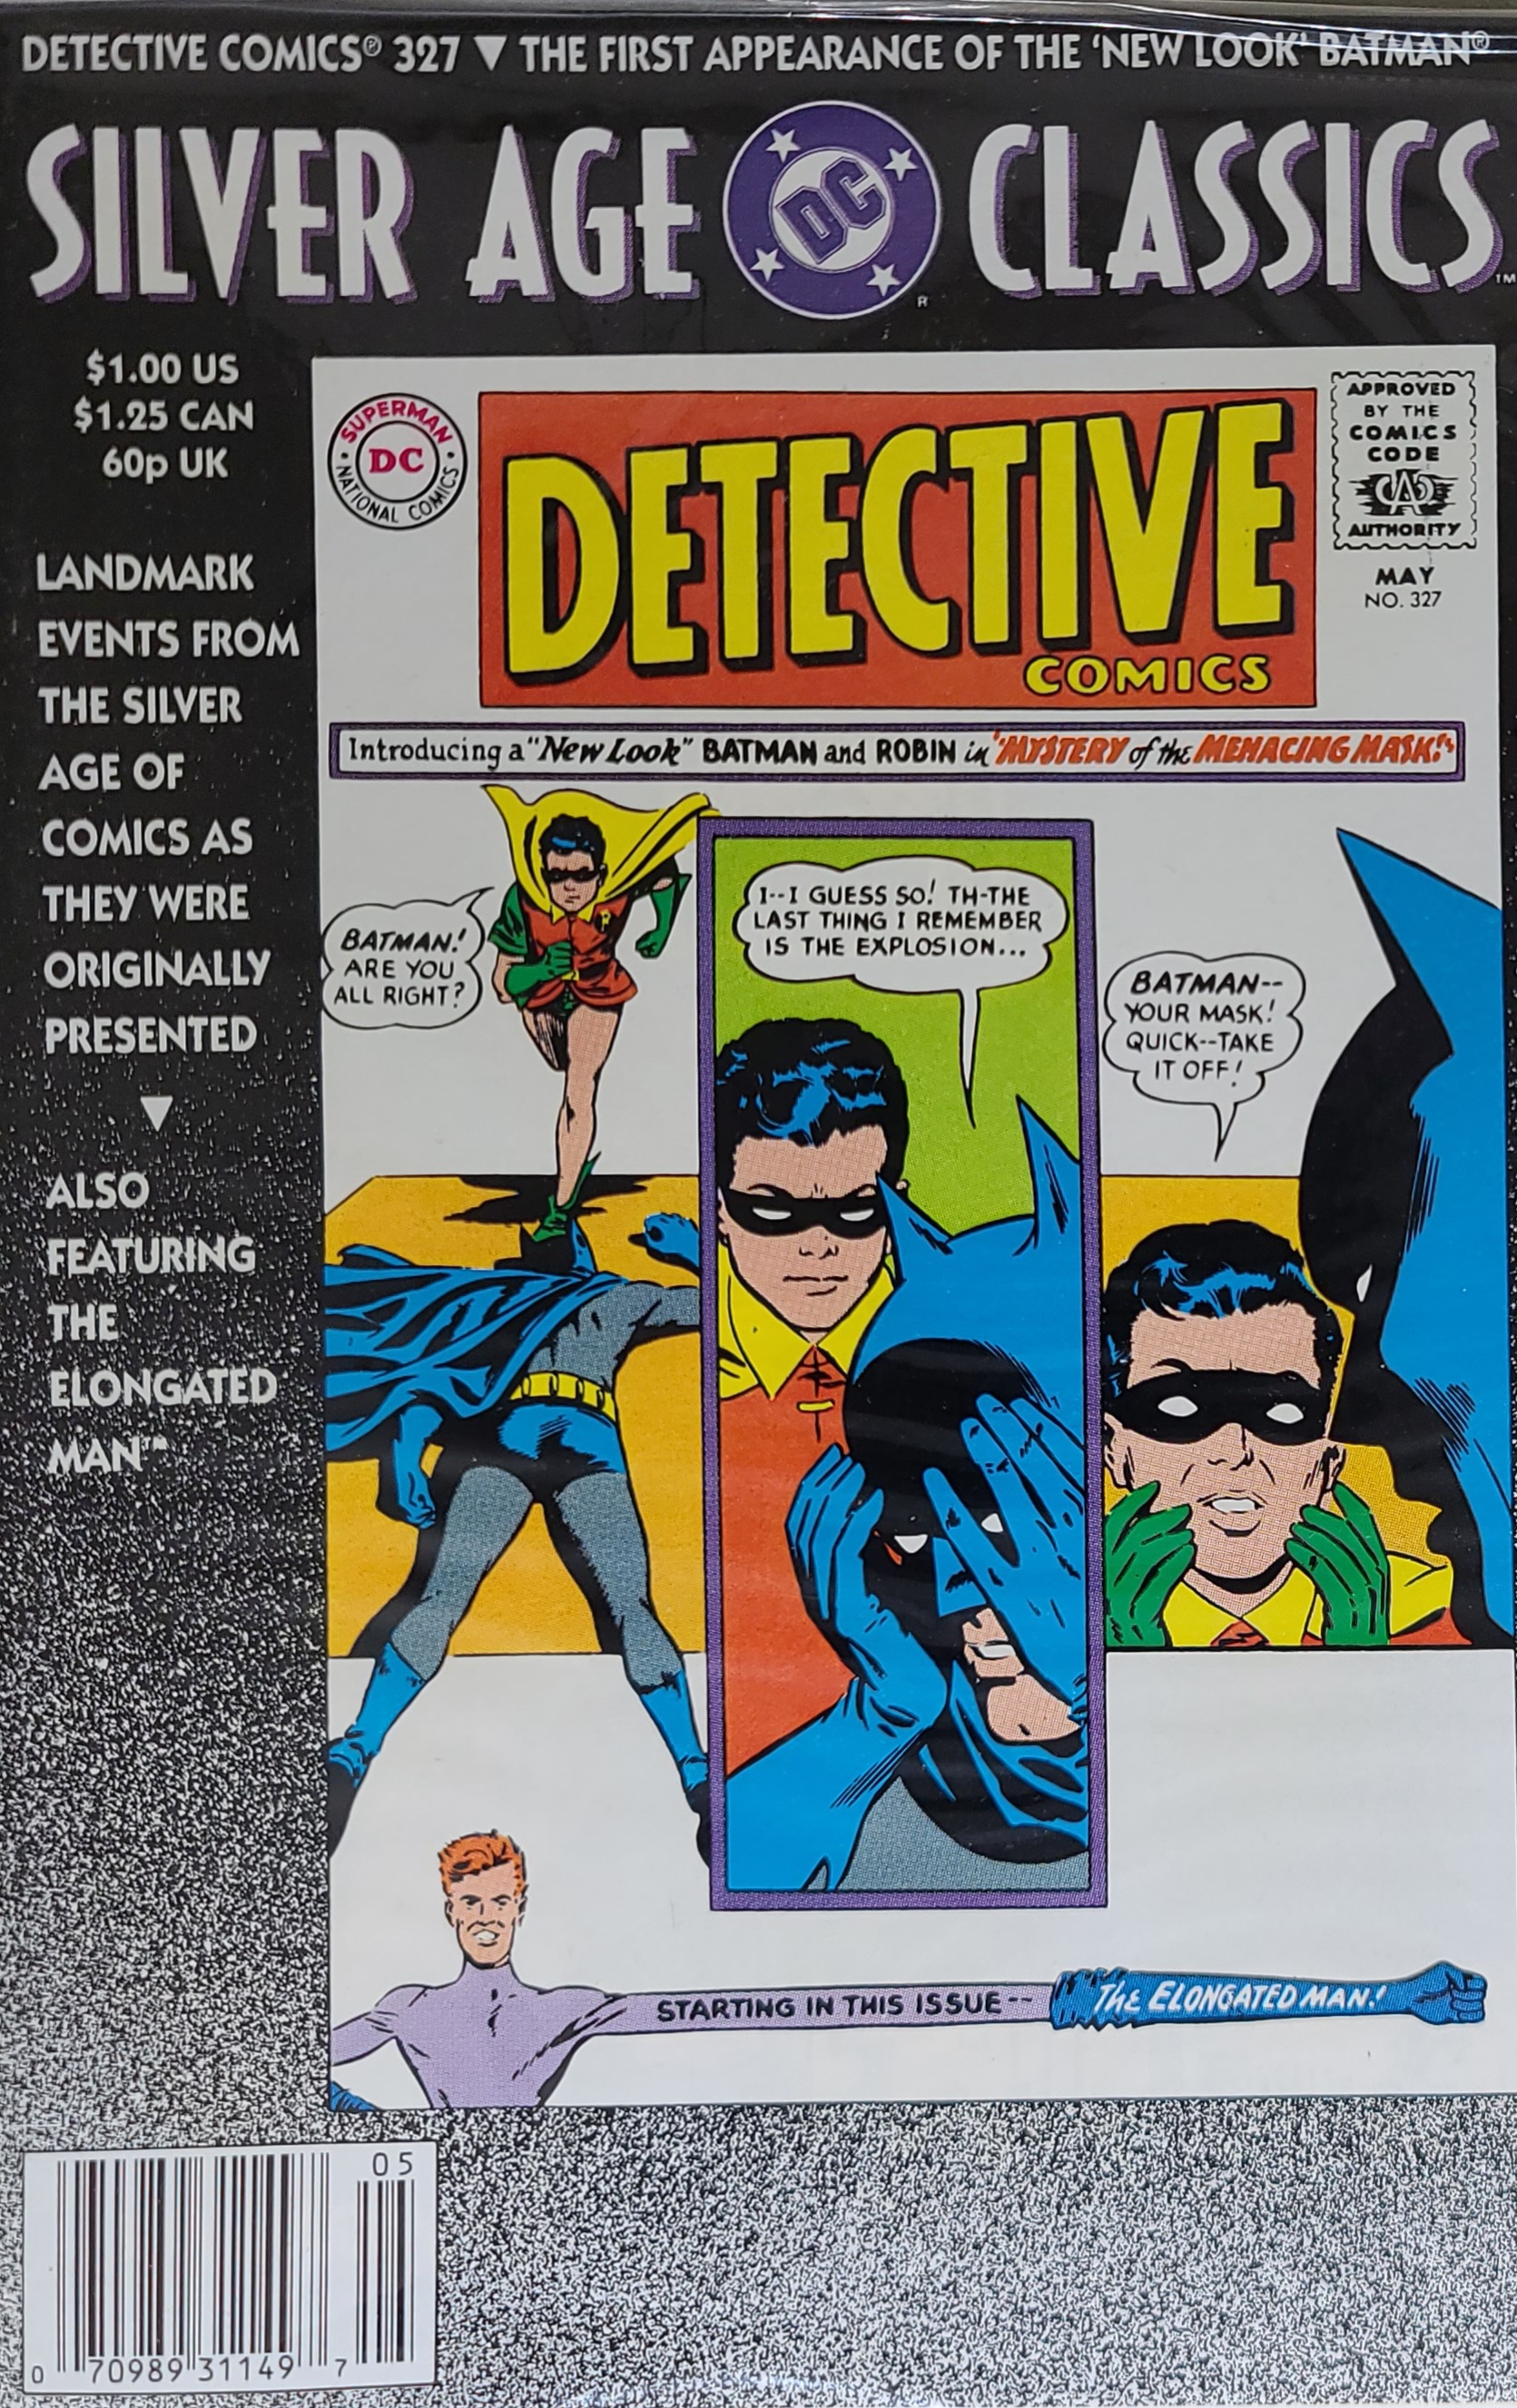 DETECTIVE COMICS® 327 ▼ THE FIRST APPEARANCE OF THE 'NEW LOOK' BATMAN®
SILVER AGE DC CLASSICS™
R
$1.00 US
$1.25 CAN
60p UK
LANDMARK
EVENTS FROM
THE SILVER
AGE OF
COMICS AS
THEY WERE
ORIGINALLY
PRESENTED
▼
ALSO
FEATURING
THE
ELONGATED
MAN™
SUPERMAN
DC
NATIONAL COMICS
DETECTIVE
COMICS
APPROVED
BY THE
COMICS
CODE
CA
AUTHORITY
MAY
NO. 327
Introducing a "New Look" BATMAN and ROBIN in "MYSTERY of the MENACING MASK!"
BATMAN!
ARE YOU
ALL RIGHT?
I--I GUESS SO! TH-THE
LAST THING I REMEMBER
IS THE EXPLOSION...
BATMAN--
YOUR MASK!
QUICK--TAKE
IT OFF!
R
STARTING IN THIS ISSUE-- THE ELONGATED MAN!
05
0 70989 31149 7